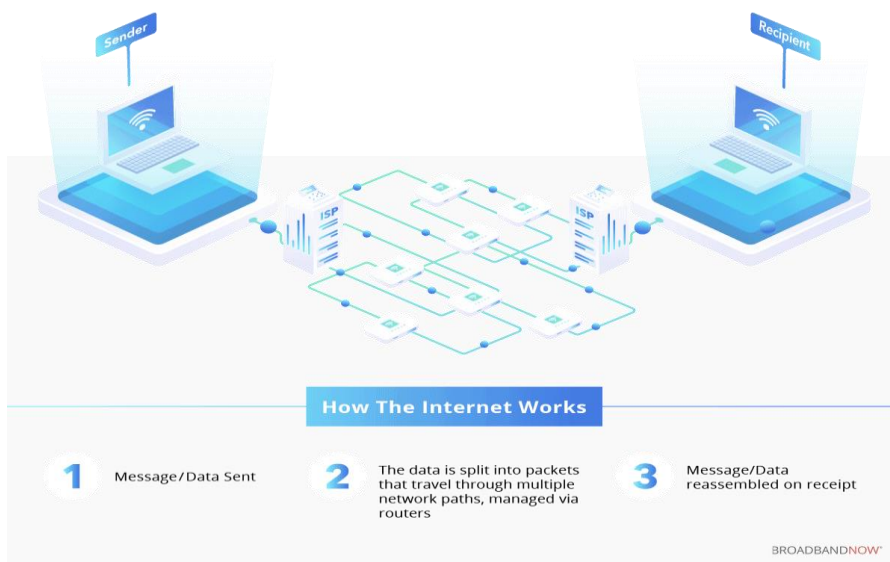 Sender
Recipient
ISP
ISP
How The Internet Works
1
Message/Data Sent
2
The data is split into packets
that travel through multiple
network paths, managed via
routers
3
Message/Data
reassembled on receipt
BROADBANDNOW